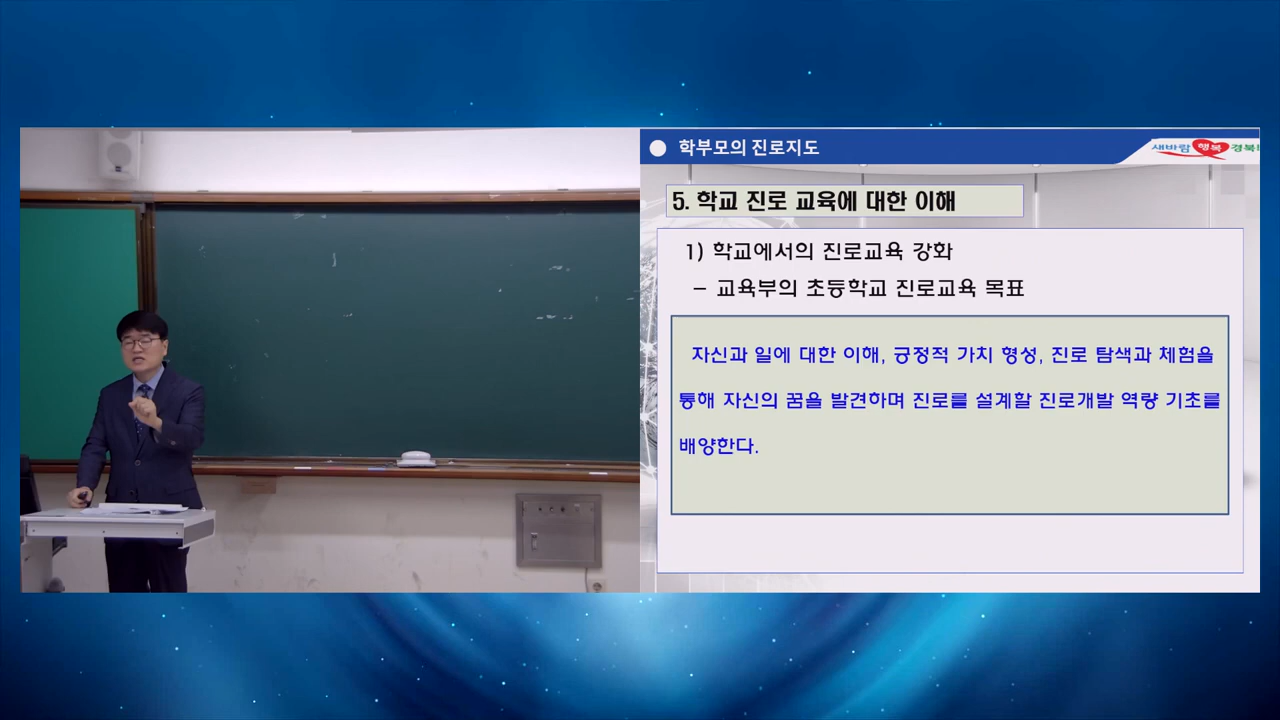 학부모의 진로지도
새바람 행복 경북
5. 학교 진로 교육에 대한 이해
1) 학교에서의 진로교육 강화
– 교육부의 초등학교 진로교육 목표
자신과 일에 대한 이해, 긍정적 가치 형성, 진로 탐색과 체험을
통해 자신의 꿈을 발견하며 진로를 설계할 진로개발 역량 기초를
배양한다.